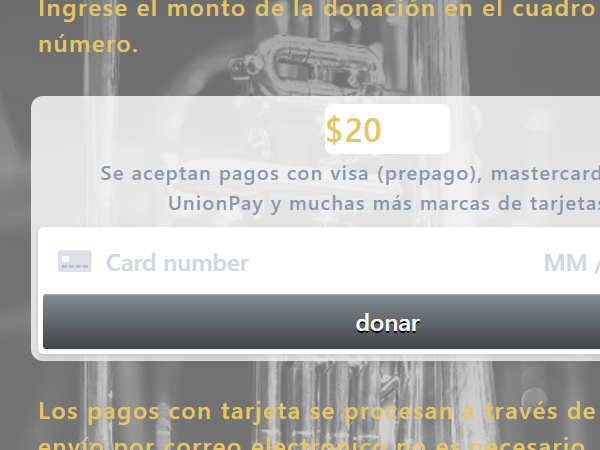 Ingrese el monto de la donación en el cuadro
número.
$20
Se aceptan pagos con visa (prepago), mastercard
UnionPay y muchas más marcas de tarjetas
Card number MM /
donar
Los pagos con tarjeta se procesan a través de
envío por correo electrónico no es necesario